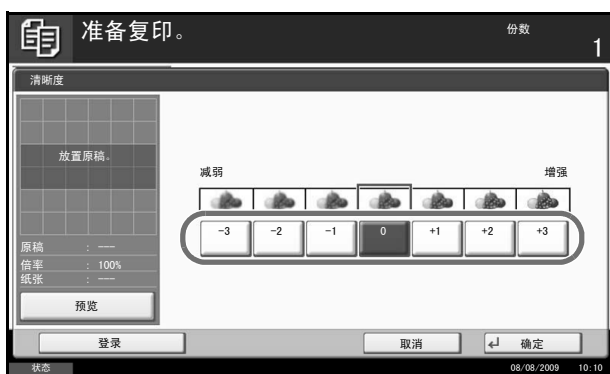 准备复印。
份数
1
清晰度
放置原稿。
减弱 增强
-3 -2 -1 0 +1 +2 +3
原稿 : ---
倍率 : 100%
纸张 : ---
预览
登录 取消 确定
状态 08/08/2009 10:10